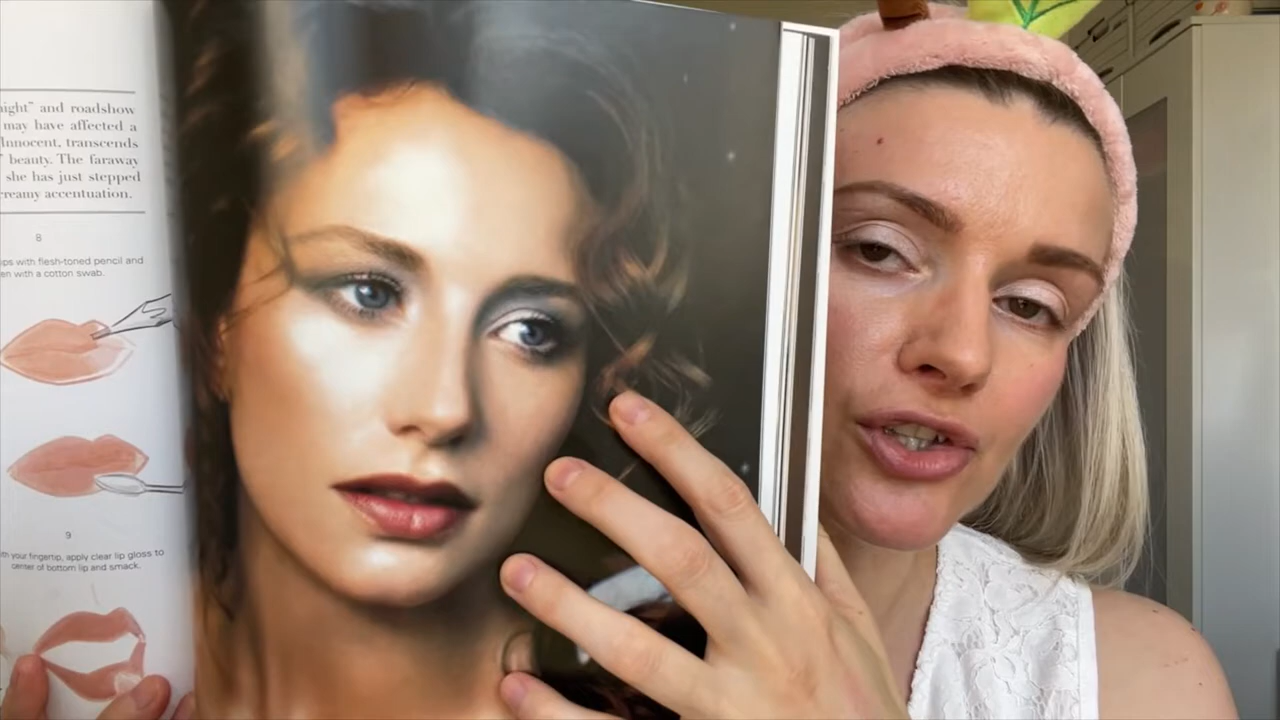 night" and roadshow
may have affected a
Innocent, transcends
beauty. The faraway
she has just stepped
creamy accentuation.
8
ips with flesh-toned pencil and
en with a cotton swab.
9
th your fingertip, apply clear lip gloss to
center of bottom lip and smack.